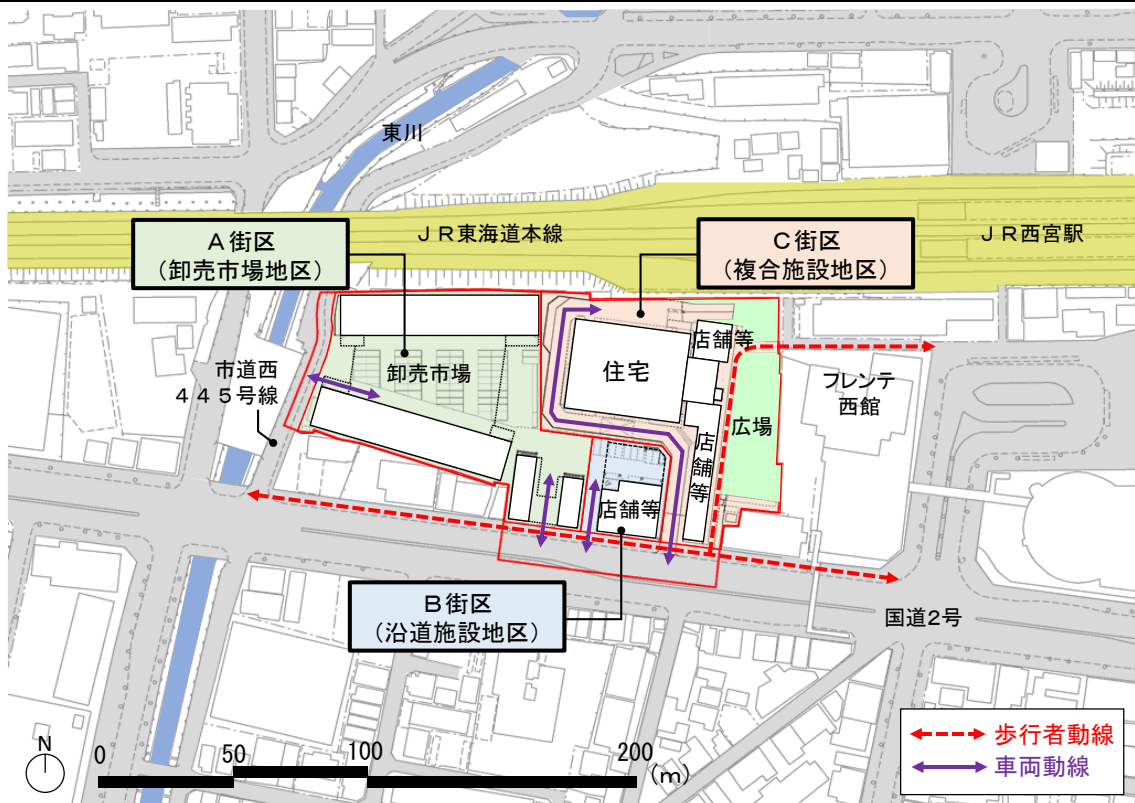 東川
A街区
（卸売市場地区）
JR東海道本線
C街区
（複合施設地区）
JR西宮駅
市道西
４４５号線
卸売市場
住宅
店舗等
フレンテ
西館
広場
店舗等
店舗等
B街区
（沿道施設地区）
国道2号
N
0
50
100
200
(m)
歩行者動線
車両動線